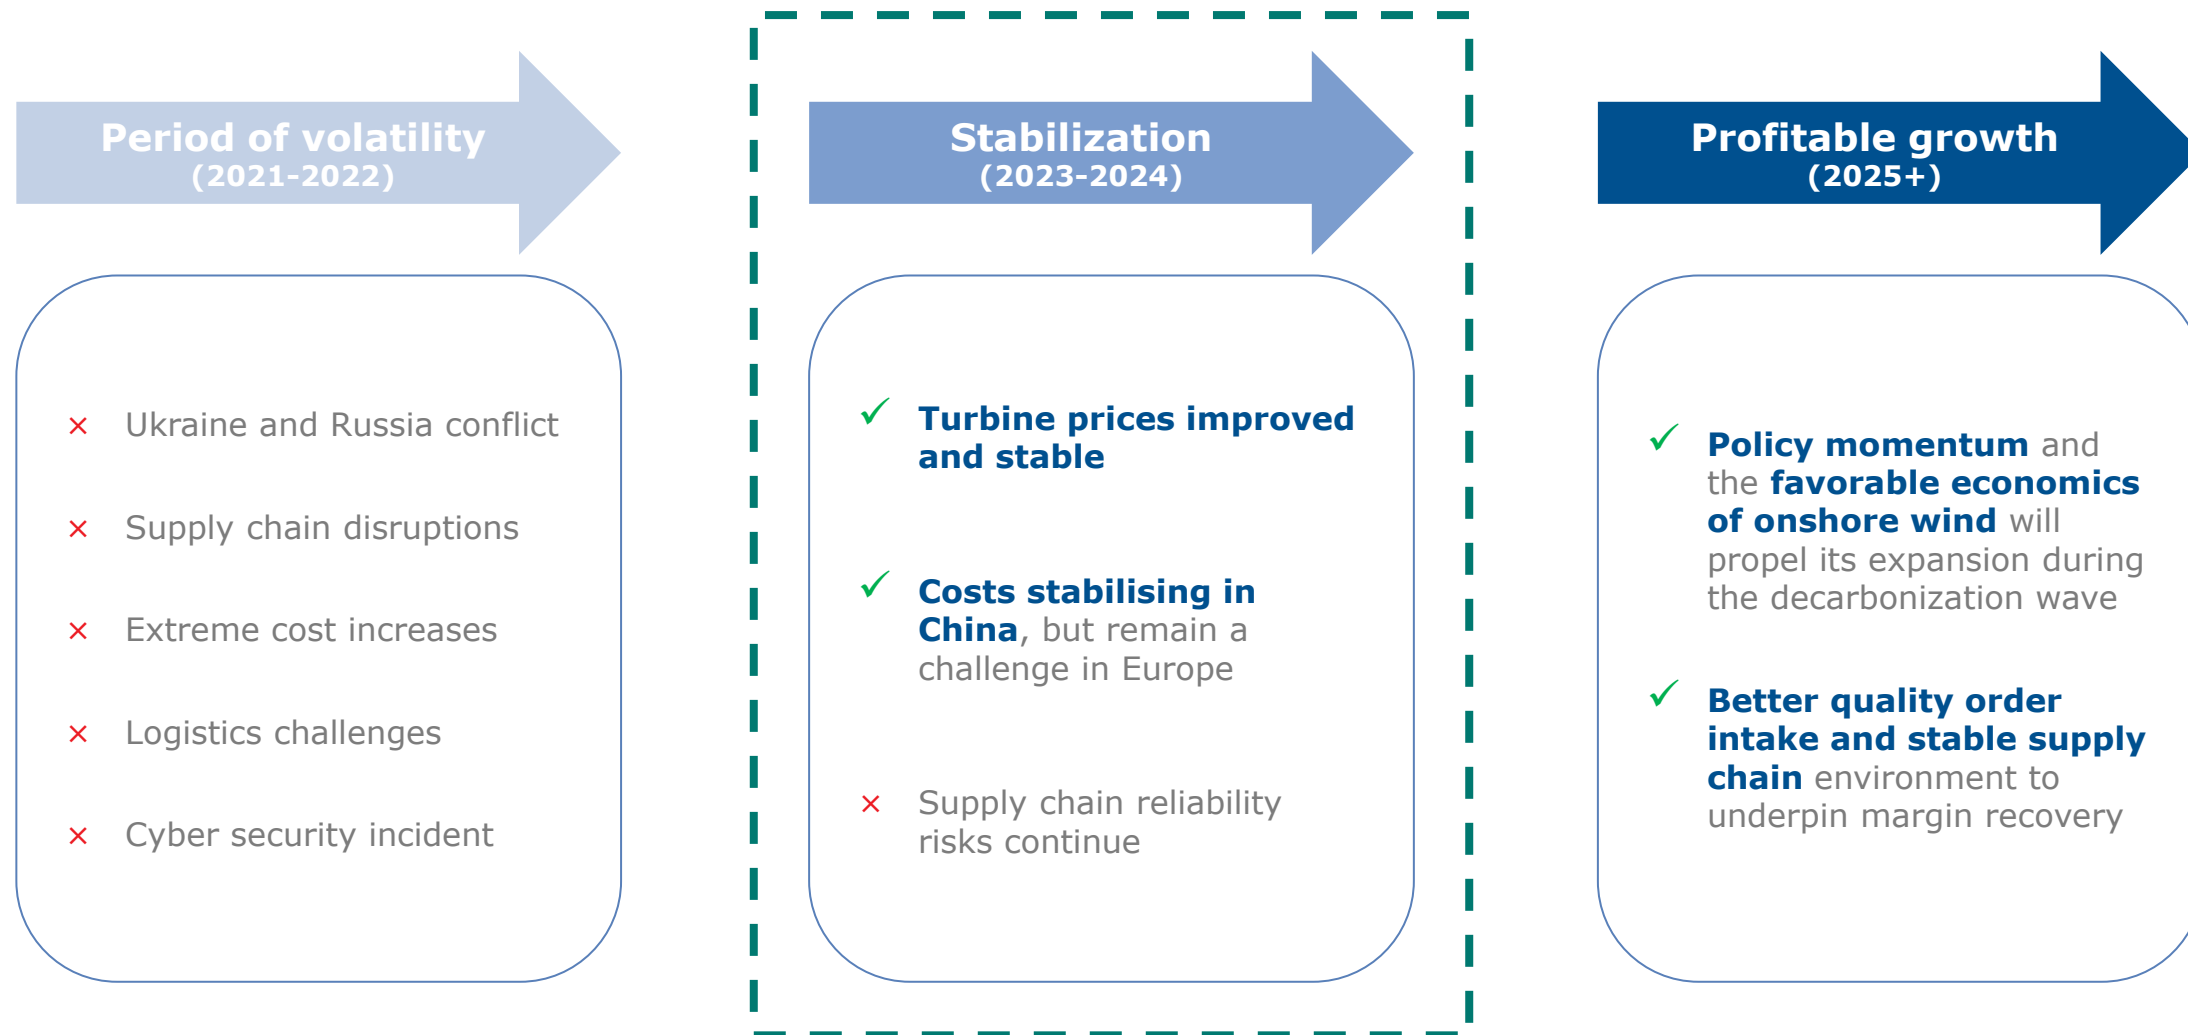 Period of volatility
(2021-2022)
× Ukraine and Russia conflict
× Supply chain disruptions
× Extreme cost increases
× Logistics challenges
× Cyber security incident
Stabilization
(2023-2024)
✓ Turbine prices improved
and stable
✓ Costs stabilising in
China, but remain a
challenge in Europe
× Supply chain reliability
risks continue
Profitable growth
(2025+)
✓ Policy momentum and
the favorable economics
of onshore wind will
propel its expansion during
the decarbonization wave
✓ Better quality order
intake and stable supply
chain environment to
underpin margin recovery